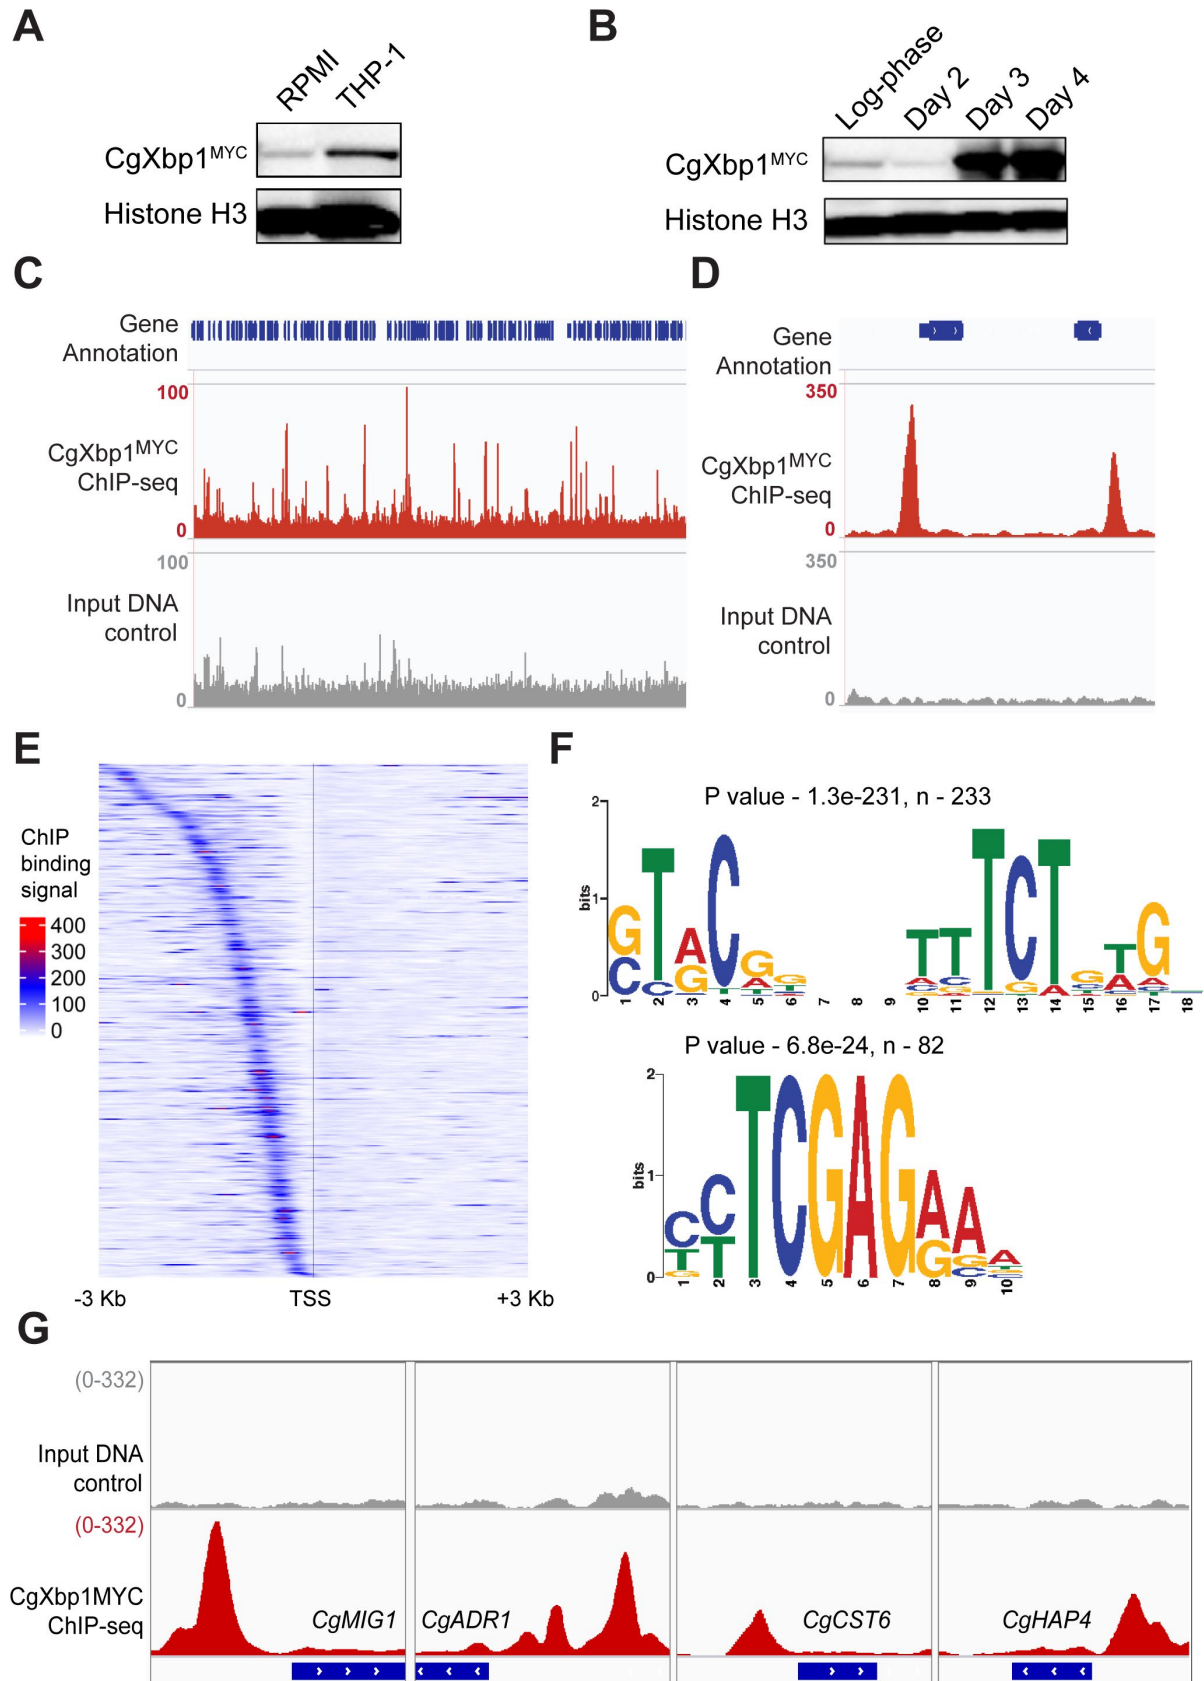 A
RPMI
THP-1
CgXbp1MYC
Histone H3
B
Log-phase
Day 2
Day 3
Day 4
CgXbp1MYC
Histone H3
C
Gene
Annotation
100
CgXbp1MYC
ChIP-seq
0
100
Input DNA
control
0
D
Gene
Annotation
350
CgXbp1MYC
ChIP-seq
0
350
Input DNA
control
0
E
ChIP
binding
signal
400
300
200
100
0
-3 Kb
TSS
+3 Kb
F
P value - 1.3e-231, n - 233
2
bits
1
0
1 2 3 4 5 6 7 8 9 10 11 12 13 14 15 16 17 18
P value - 6.8e-24, n - 82
2
bits
1
0
1 2 3 4 5 6 7 8 9 10
G
(0-332)
Input DNA
control
(0-332)
CgXbp1MYC
ChIP-seq
CgMIG1
CgADR1
CgCST6
CgHAP4